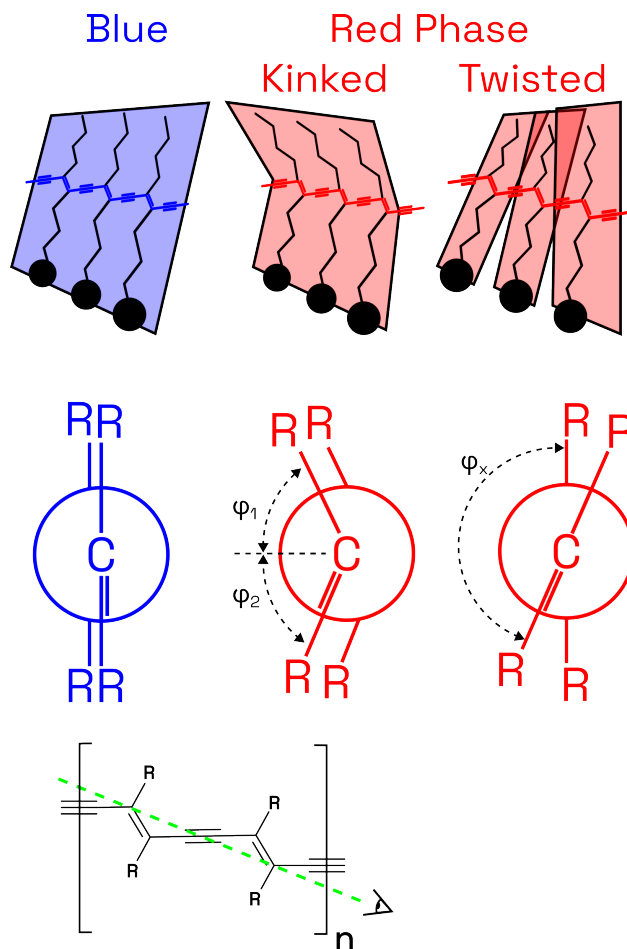 Blue
Red Phase
Kinked
Twisted
RR
C
RR
R R
φ1
C
φ2
R R
R R
φx
C
R R
R R
R R
n